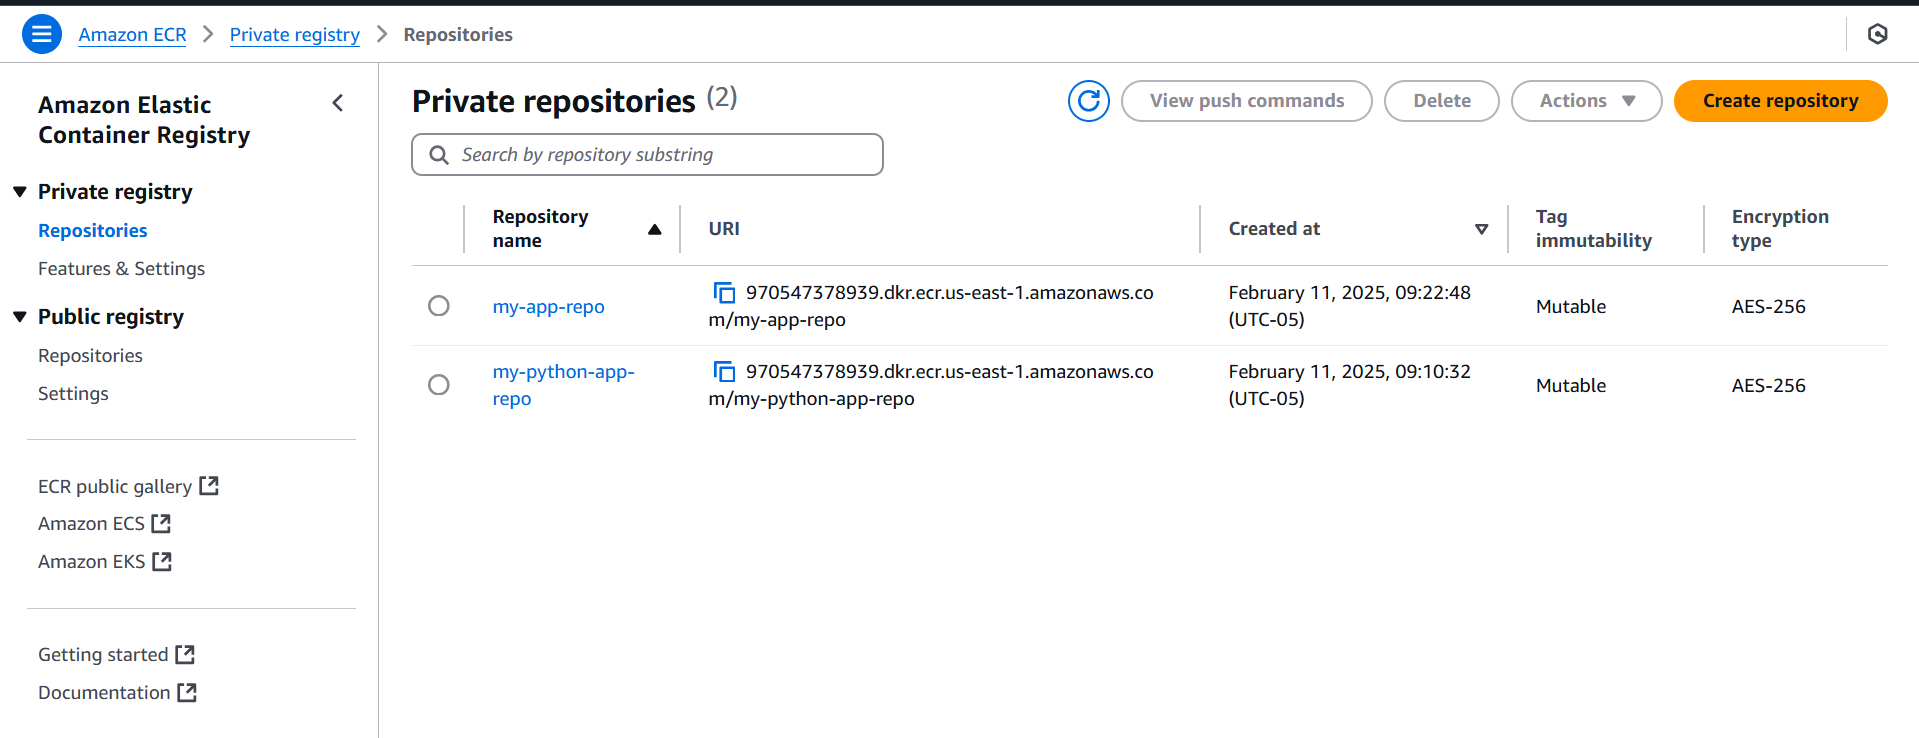 Amazon ECR > Private registry > Repositories
Amazon Elastic
Container Registry
Private registry
Repositories
Features & Settings
Public registry
Repositories
Settings
ECR public gallery
Amazon ECS
Amazon EKS
Getting started
Documentation
Private repositories (2)
View push commands
Delete
Actions
Create repository
Search by repository substring
Repository
name
URI
Created at
Tag
immutability
Encryption
type
my-app-repo
970547378939.dkr.ecr.us-east-1.amazonaws.co
m/my-app-repo
February 11, 2025, 09:22:48
(UTC-05)
Mutable
AES-256
my-python-app-
repo
970547378939.dkr.ecr.us-east-1.amazonaws.co
m/my-python-app-repo
February 11, 2025, 09:10:32
(UTC-05)
Mutable
AES-256